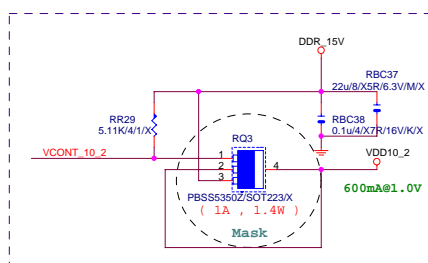 DDR_15V
RBC37
22u/8/X5R/6.3V/M/X
RR29
5.11K/4/1/X
RBC38
0.1u/4/X7R/16V/K/X
VCONT_10_2
RQ3
VDD10_2
1
2
3
4
PBSS5350Z/SOT223/X
600mA@1.0V
( 1A , 1.4W )
Mask